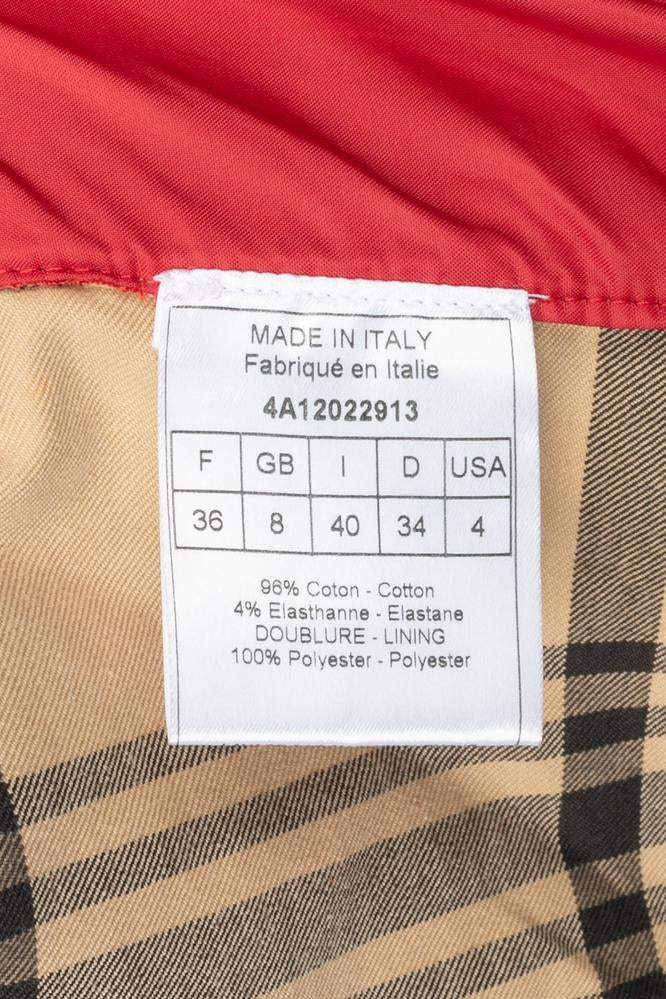 MADE IN ITALY
Fabriqué en Italie
4A12022913
F GB I D USA
36 8 40 34 4
96% Coton - Cotton
4% Elasthanne - Elastane
DOUBLURE - LINING
100% Polyester - Polyester